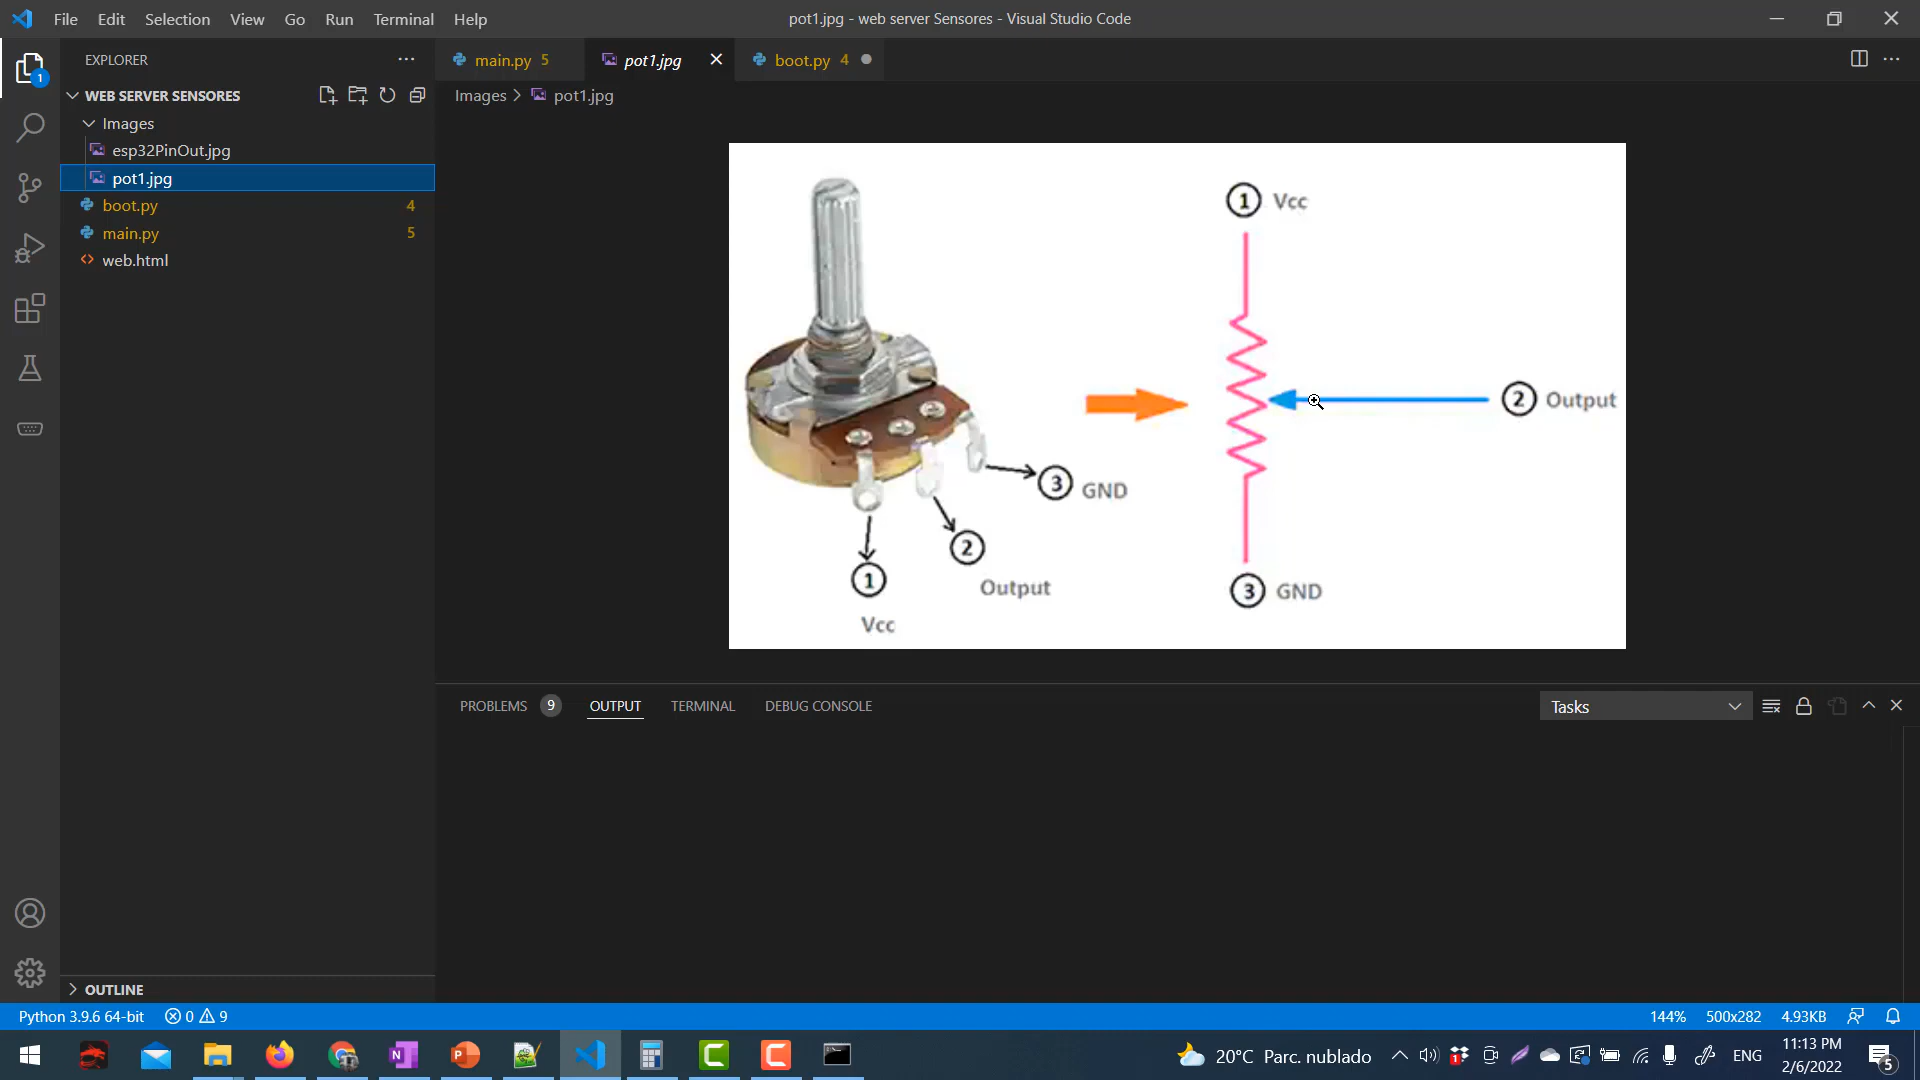 File Edit Selection View Go Run Terminal Help
pot1.jpg - web server Sensores - Visual Studio Code
EXPLORER
main.py 5
pot1.jpg
boot.py 4
WEB SERVER SENSORES
Images
esp32PinOut.jpg
pot1.jpg
boot.py 4
main.py 5
web.html
Images > pot1.jpg
1 Vcc
2 Output
3 GND
2
Output
1
Vcc
3 GND
PROBLEMS 9 OUTPUT TERMINAL DEBUG CONSOLE
Tasks
OUTLINE
Python 3.9.6 64-bit 0 9
144% 500x282 4.93KB
20°C Parc. nublado
ENG
11:13 PM
2/6/2022
5
1